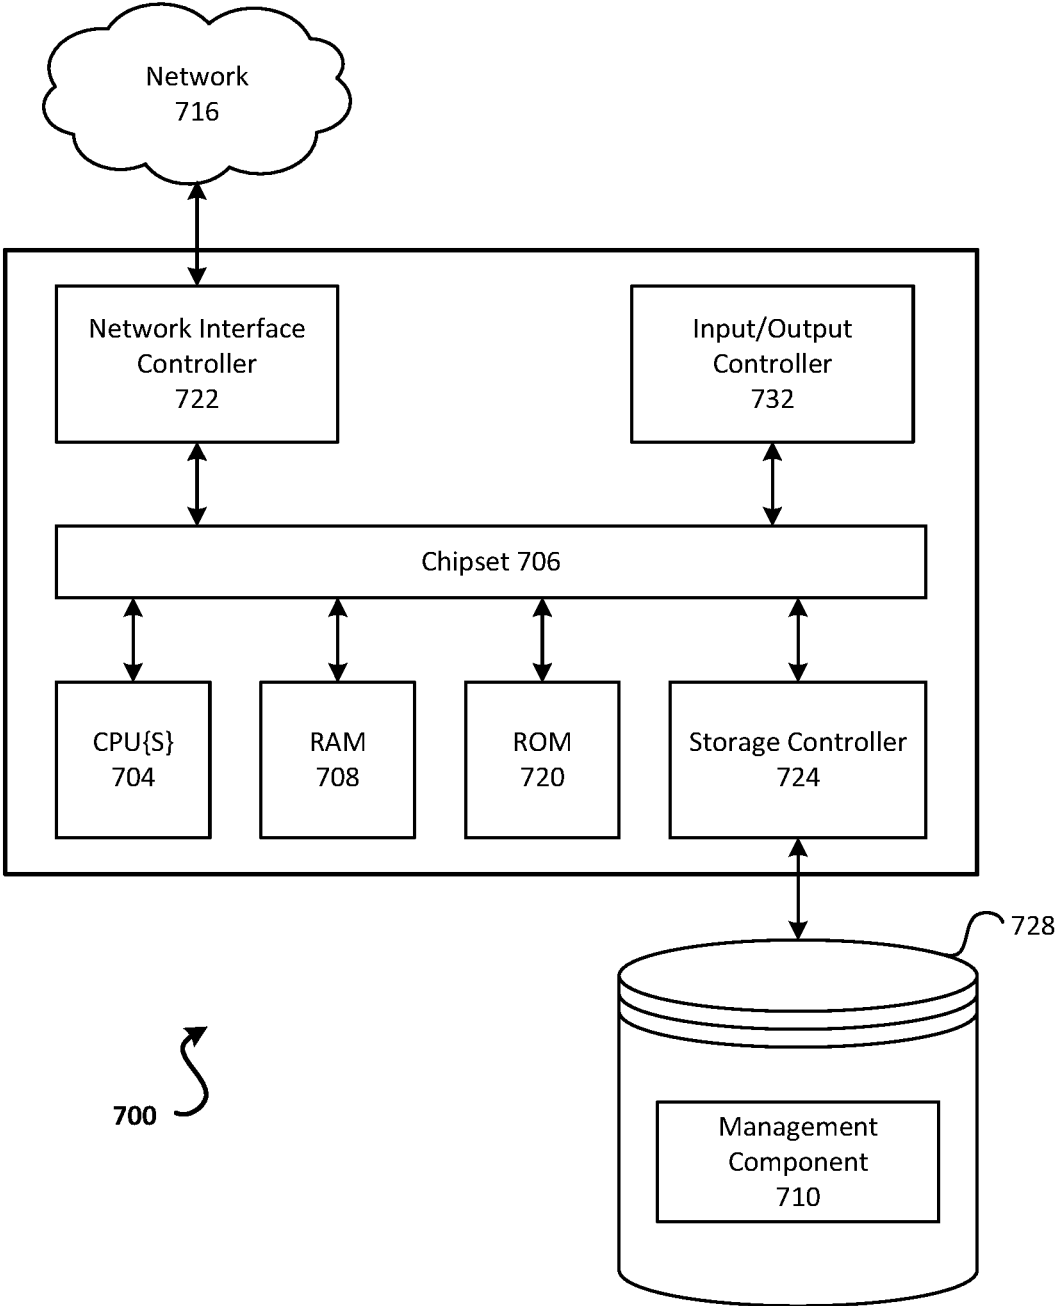 Network
716
Network Interface
Controller
722
Input/Output
Controller
732
Chipset 706
CPU{S}
704
RAM
708
ROM
720
Storage Controller
724
728
700
Management
Component
710